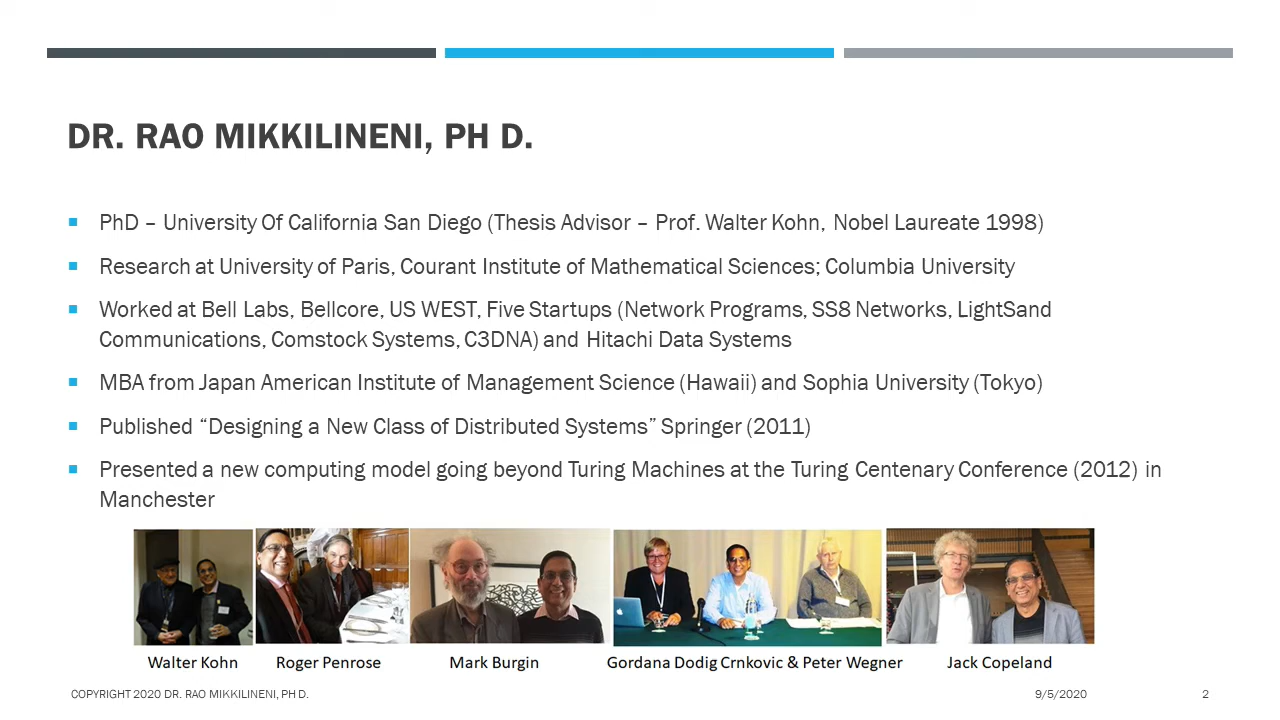 DR. RAO MIKKILINENI, PH D.
PhD – University Of California San Diego (Thesis Advisor – Prof. Walter Kohn, Nobel Laureate 1998)
Research at University of Paris, Courant Institute of Mathematical Sciences; Columbia University
Worked at Bell Labs, Bellcore, US WEST, Five Startups (Network Programs, SS8 Networks, LightSand
Communications, Comstock Systems, C3DNA) and Hitachi Data Systems
MBA from Japan American Institute of Management Science (Hawaii) and Sophia University (Tokyo)
Published “Designing a New Class of Distributed Systems” Springer (2011)
Presented a new computing model going beyond Turing Machines at the Turing Centenary Conference (2012) in
Manchester
Walter Kohn Roger Penrose Mark Burgin Gordana Dodig Crnkovic & Peter Wegner Jack Copeland
COPYRIGHT 2020 DR. RAO MIKKILINENI, PH D. 9/5/2020 2